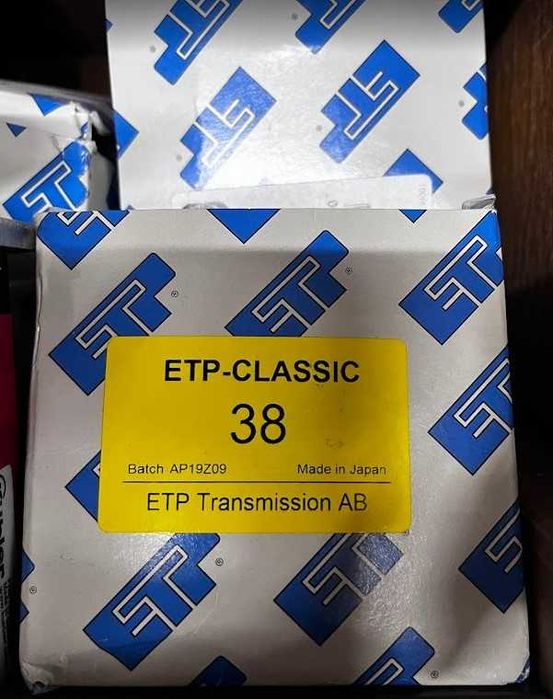 ETP-CLASSIC
38
Batch AP19Z09 Made in Japan
ETP Transmission AB